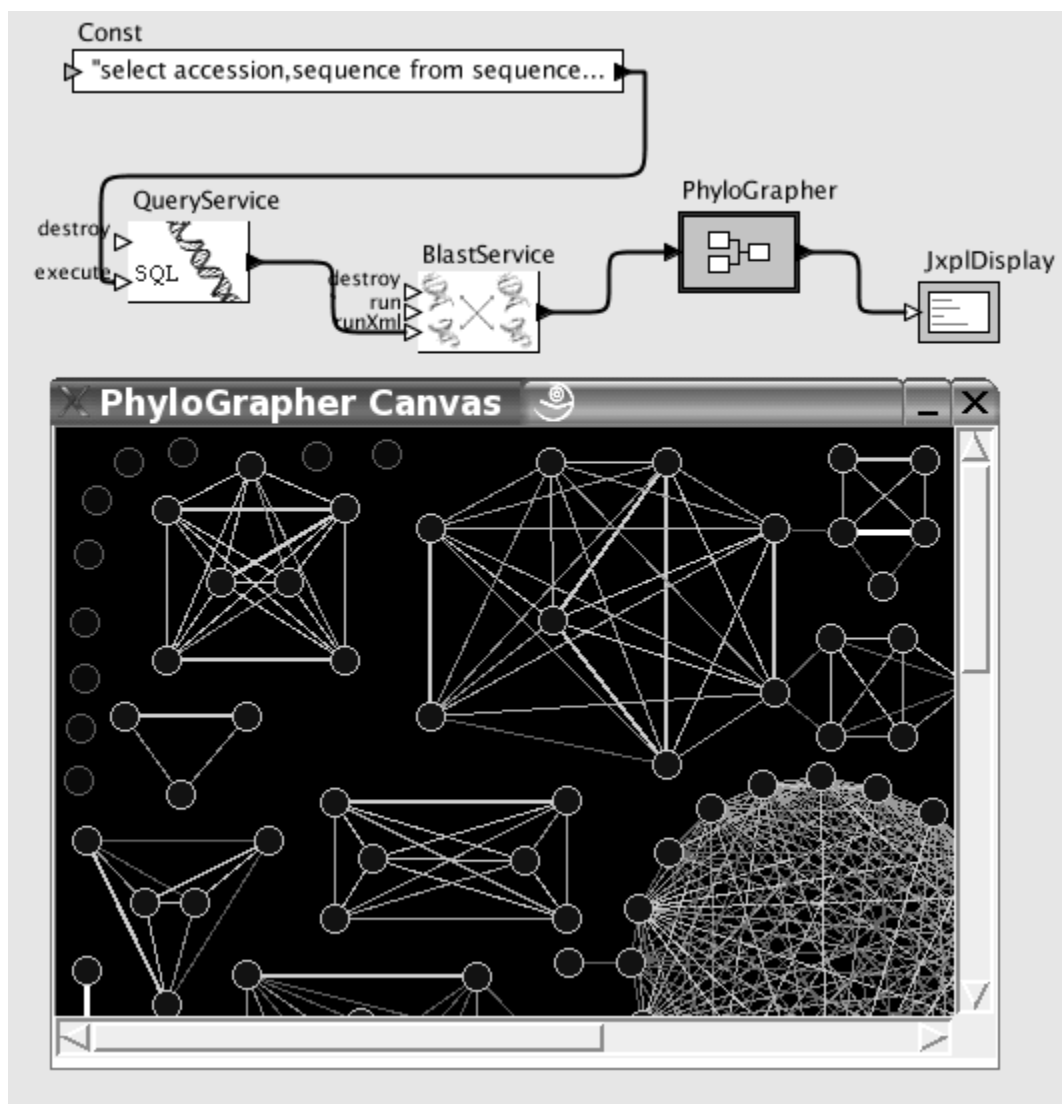 Const
"select accession,sequence from sequence...
QueryService
destroy
execute
SQL
BlastService
destroy
run
runXml
PhyloGrapher
JxplDisplay
PhyloGrapher Canvas